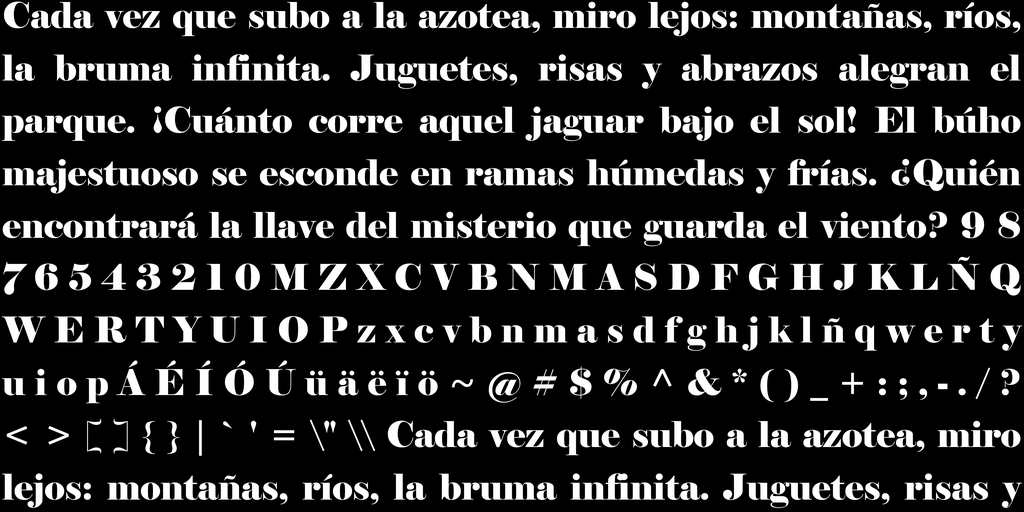 Cada vez que subo a la azotea, miro lejos: montañas, ríos,
la bruma infinita. Juguetes, risas y abrazos alegran el
parque. ¡Cuánto corre aquel jaguar bajo el sol! El búho
majestuoso se esconde en ramas húmedas y frías. ¿Quién
encontrará la llave del misterio que guarda el viento? 9 8
7 6 5 4 3 2 1 0 M Z X C V B N M A S D F G H J K L Ñ Q
W E R T Y U I O P z x c v b n m a s d f g h j k l ñ q w e r t y
u i o p Á É Í Ó Ú ü ä ë ï ö ~ @ # $ % ^ & * ( ) _ + : ; , - . / ?
< > [ ] { } | ` ' = \" \\ Cada vez que subo a la azotea, miro
lejos: montañas, ríos, la bruma infinita. Juguetes, risas y